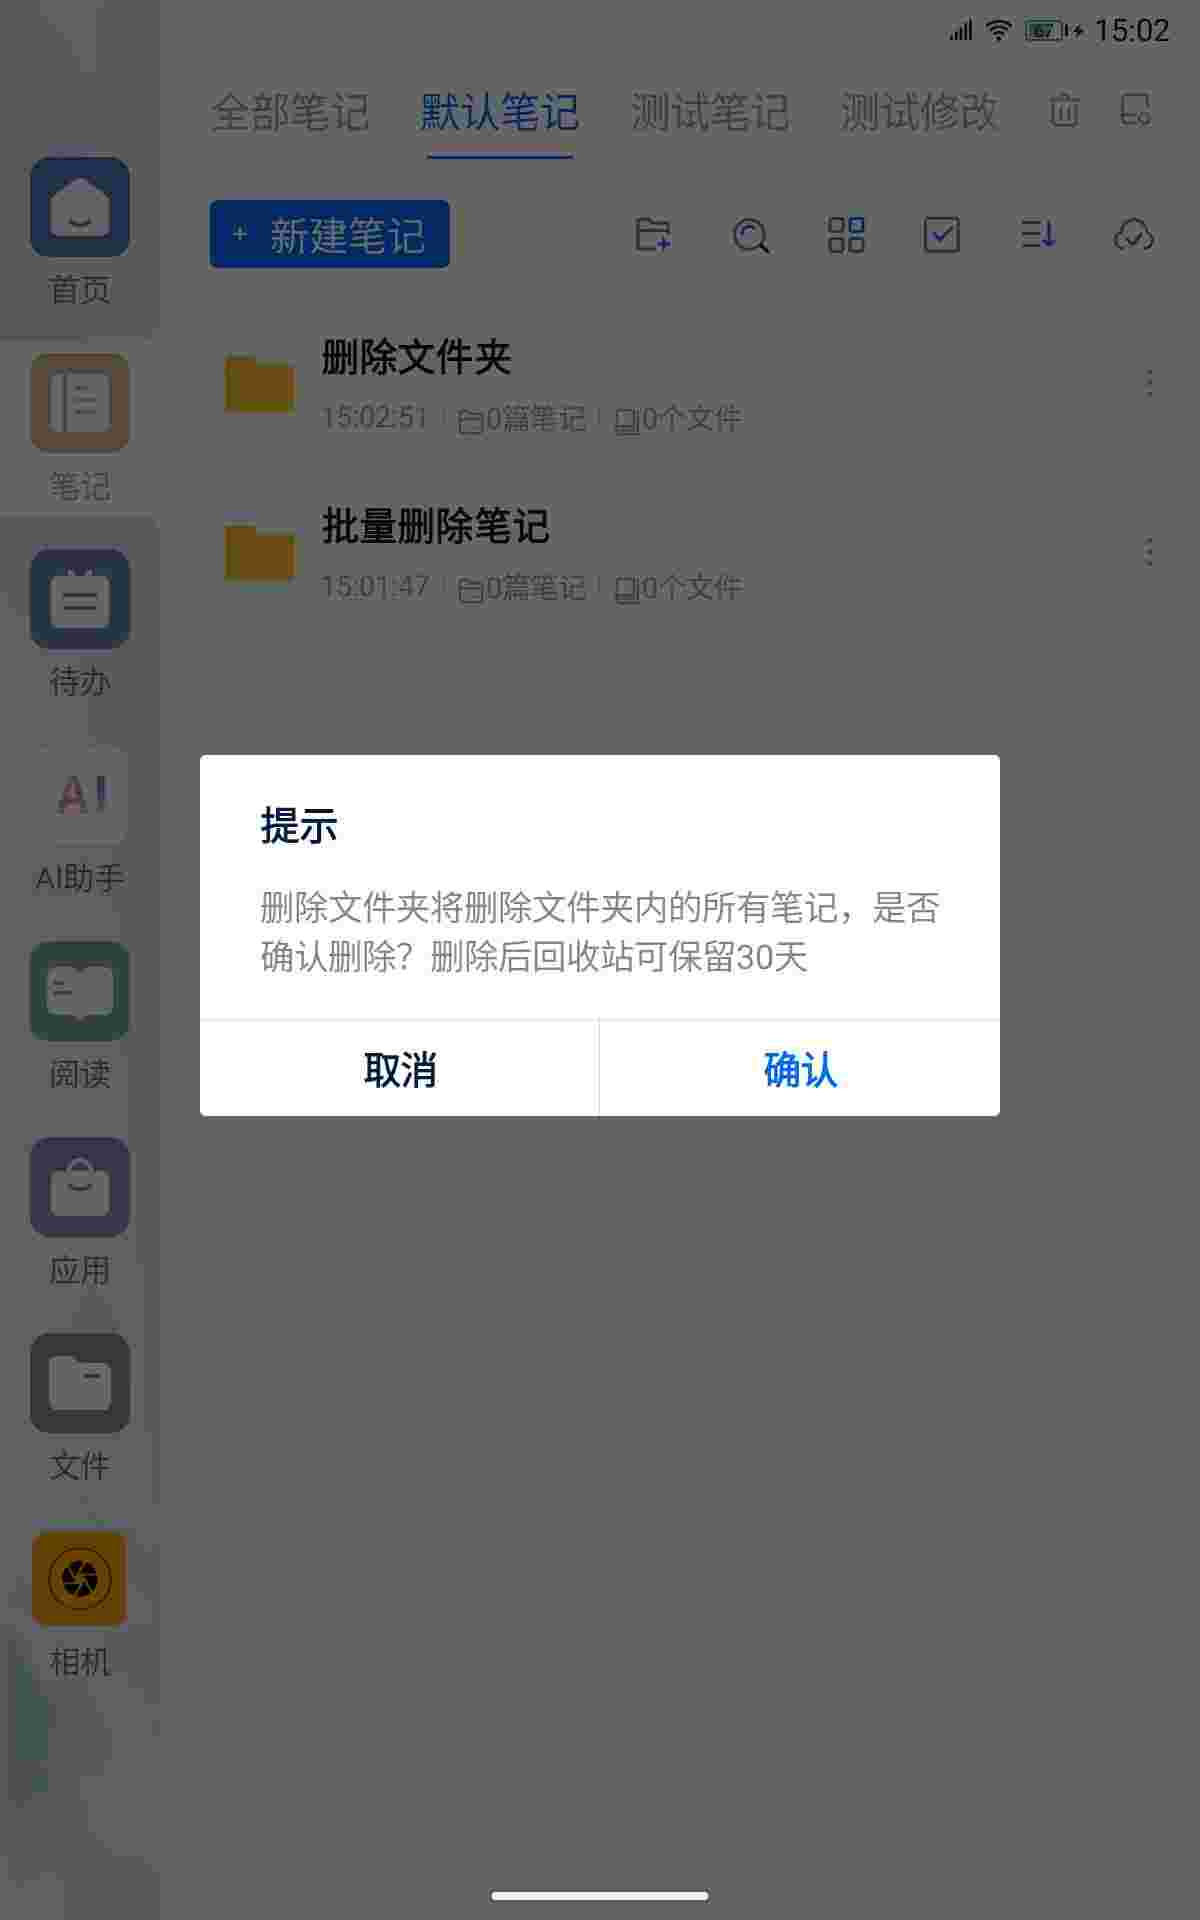 67 15:02
全部笔记 默认笔记 测试笔记 测试修改
+ 新建笔记
首页
删除文件夹
15:02:51 0篇笔记 0个文件
笔记
批量删除笔记
15:01:47 0篇笔记 0个文件
待办
AI
AI助手
提示
删除文件夹将删除文件夹内的所有笔记，是否
确认删除？删除后回收站可保留30天
取消 确认
阅读
应用
文件
相机